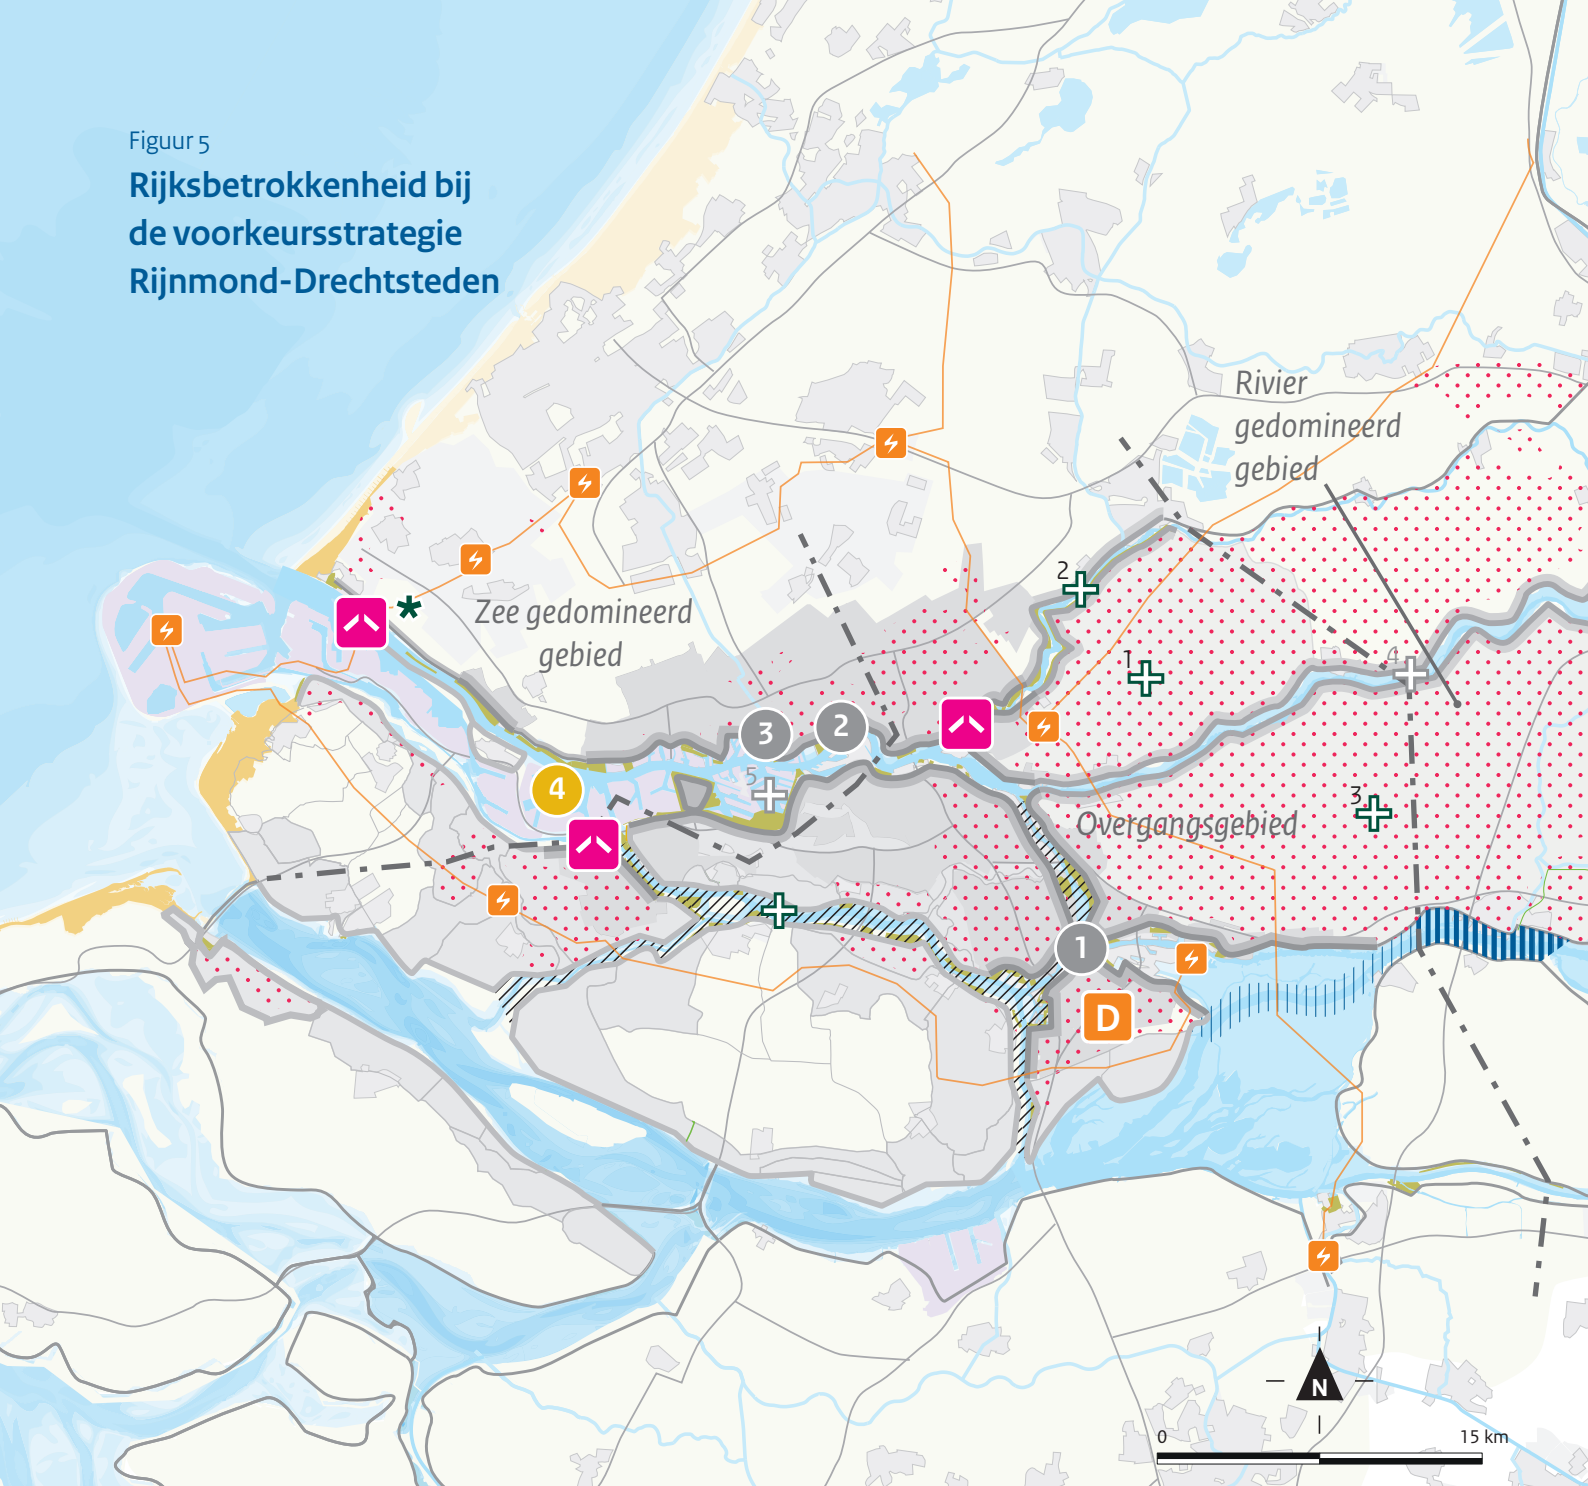 Figuur 5
Rijksbetrokkenheid bij
de voorkeursstrategie
Rijnmond-Drechtsteden
Rivier
gedomineerd
gebied
2
Zee gedomineerd
gebied
1
4
3
2
5
4
3
Overgangsgebied
1
D
N
0
15 km